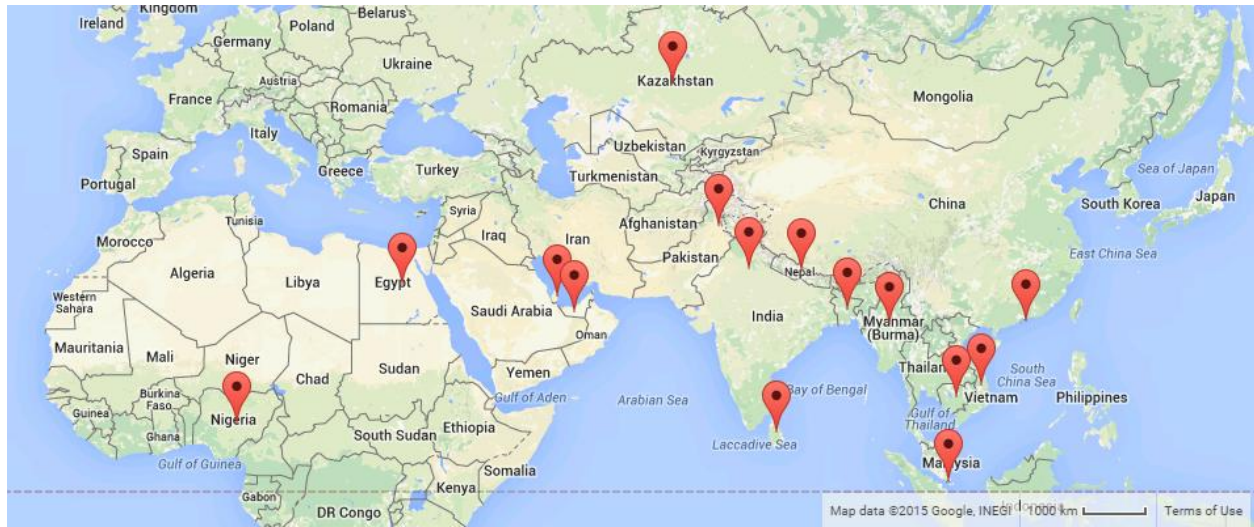 Kingdom
Ireland
Belarus
Poland
Germany
Ukraine
Kazakhstan
Austria
France
Mongolia
Romania
Italy
Uzbekistan
Kyrgyzstan
Spain
Sea of Japan
Greece
Turkey
Turkmenistan
Portugal
China
South Korea
Japan
Syria
Tunisia
Afghanistan
Morocco
Iraq
Iran
East China Sea
Pakistan
Algeria
Libya
Egypt
Nepal
Western
Sahara
Saudi Arabia
India
Myanmar
(Burma)
Oman
Mauritania
Mali
Niger
Chad
Sudan
Yemen
Thailand
South
China Sea
Gulf of Aden
Arabian Sea
Bay of Bengal
Burkina
Faso
Vietnam
Philippines
Guinea
Nigeria
Gulf of
Thailand
Ghana
South Sudan
Ethiopia
Laccadive Sea
Gulf of Guinea
Somalia
Malaysia
Kenya
Gabon
DR Congo
Indonesia
Map data ©2015 Google, INEGI
1000 km
Terms of Use